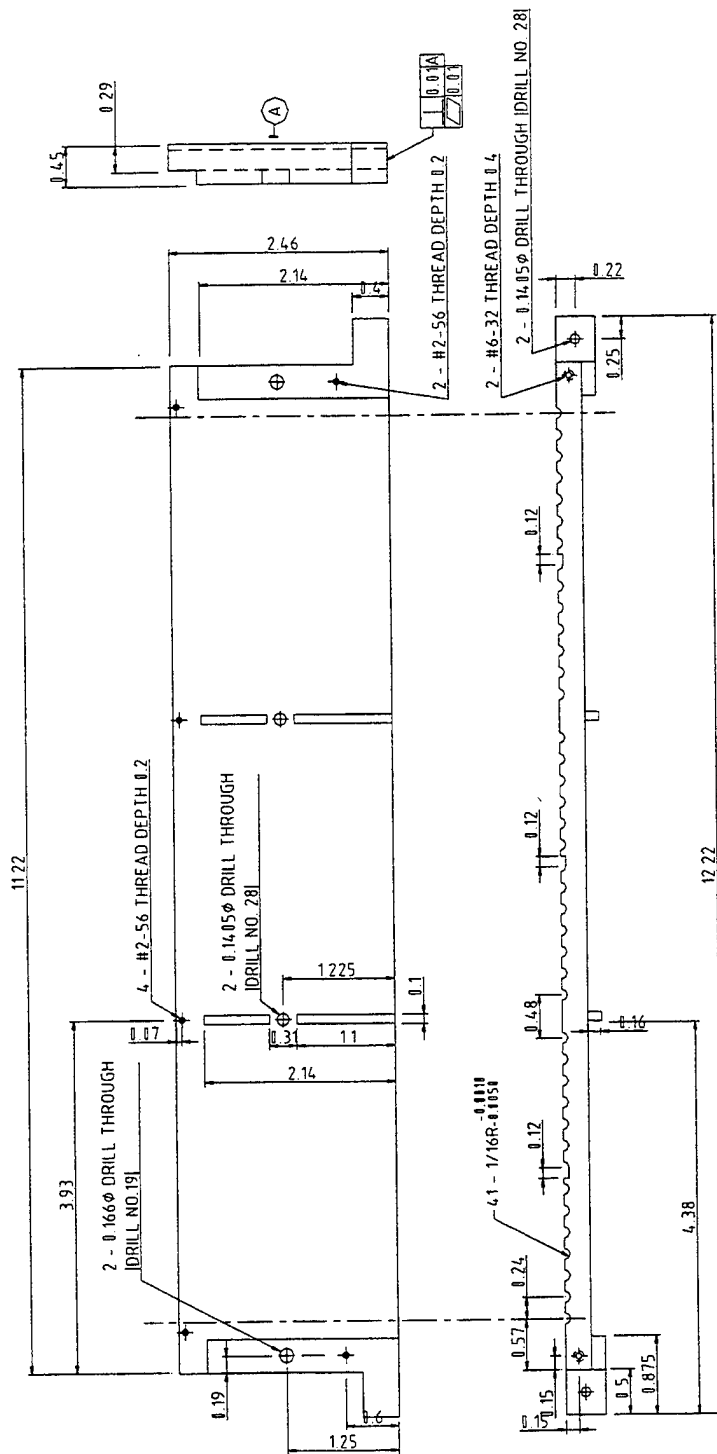 0.29
0.45
A
0.01 A
0.01
2.46
2.14
0.4
2 - #2-56 THREAD DEPTH 0.2
2 - #6-32 THREAD DEPTH 0.4
2 - 0.1405ϕ DRILL THROUGH (DRILL NO. 28)
0.22
0.25
11.22
4 - #2-56 THREAD DEPTH 0.2
2 - 0.1405ϕ DRILL THROUGH
(DRILL NO. 28)
1.225
0.1
0.07
0.31
1.1
2.14
3.93
2 - 0.166ϕ DRILL THROUGH
(DRILL NO.19)
0.19
0.6
1.25
0.12
0.12
0.48
0.16
12.22
41 - 1/16R -0.0010 -0.0050
0.12
0.24
0.57
4.38
0.15
0.15
0.5
0.875